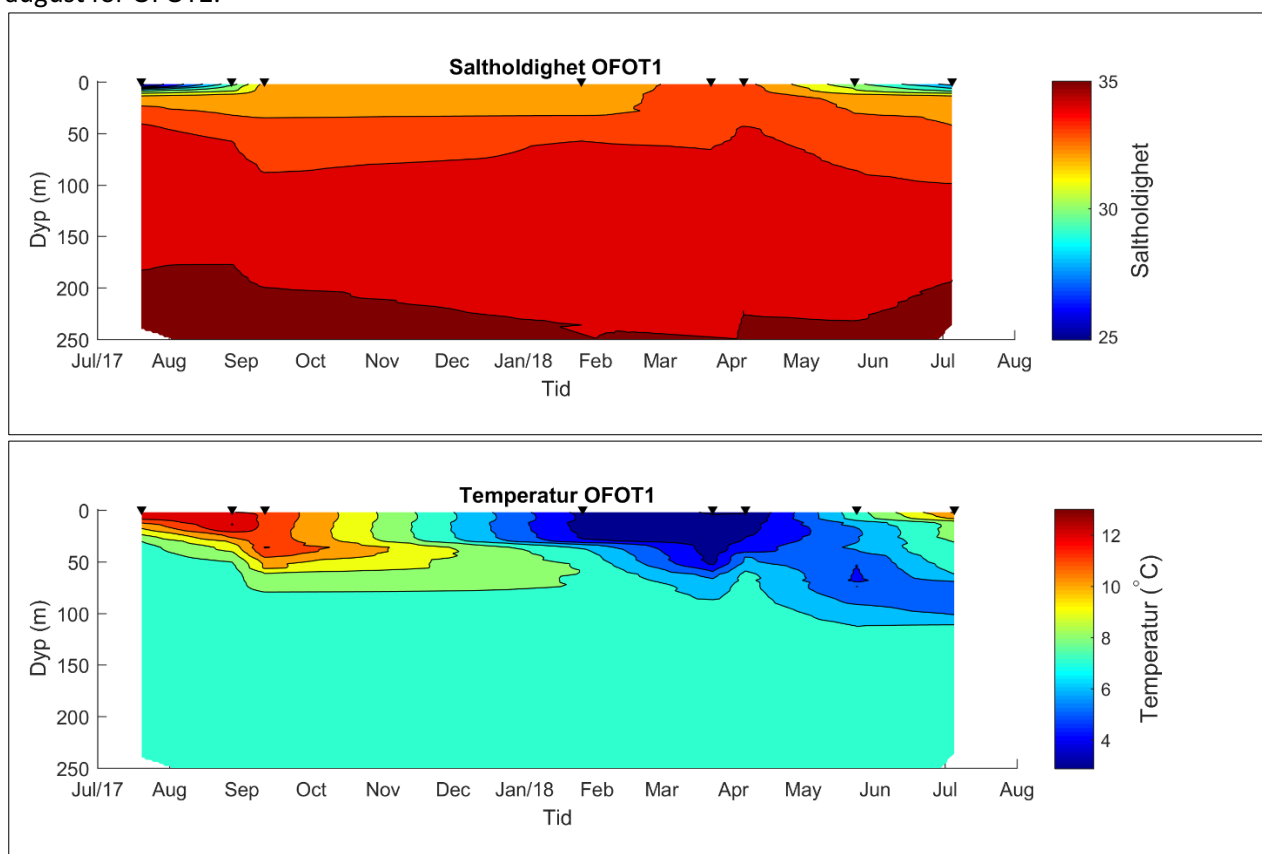 august for OFOT2.
Saltholdighet OFOT1
0
50
100
150
200
250
Dyp (m)
Jul/17 Aug Sep Oct Nov Dec Jan/18 Feb Mar Apr May Jun Jul Aug
Tid
35
30
25
Saltholdighet
Temperatur OFOT1
0
50
100
150
200
250
Dyp (m)
Jul/17 Aug Sep Oct Nov Dec Jan/18 Feb Mar Apr May Jun Jul Aug
Tid
12
10
8
6
4
Temperatur (°C)